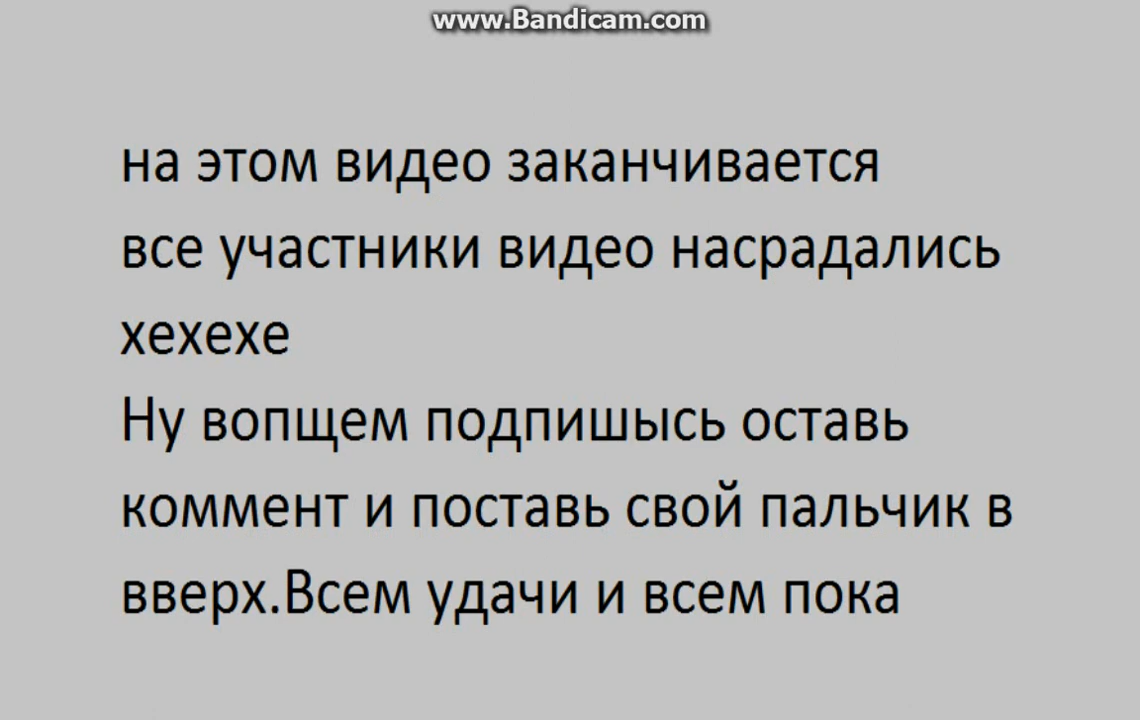 www.Bandicam.com
на этом видео заканчивается
все участники видео насрадались
хехехе
Ну вопщем подпишысь оставь
коммент и поставь свой пальчик в
вверх.Всем удачи и всем пока